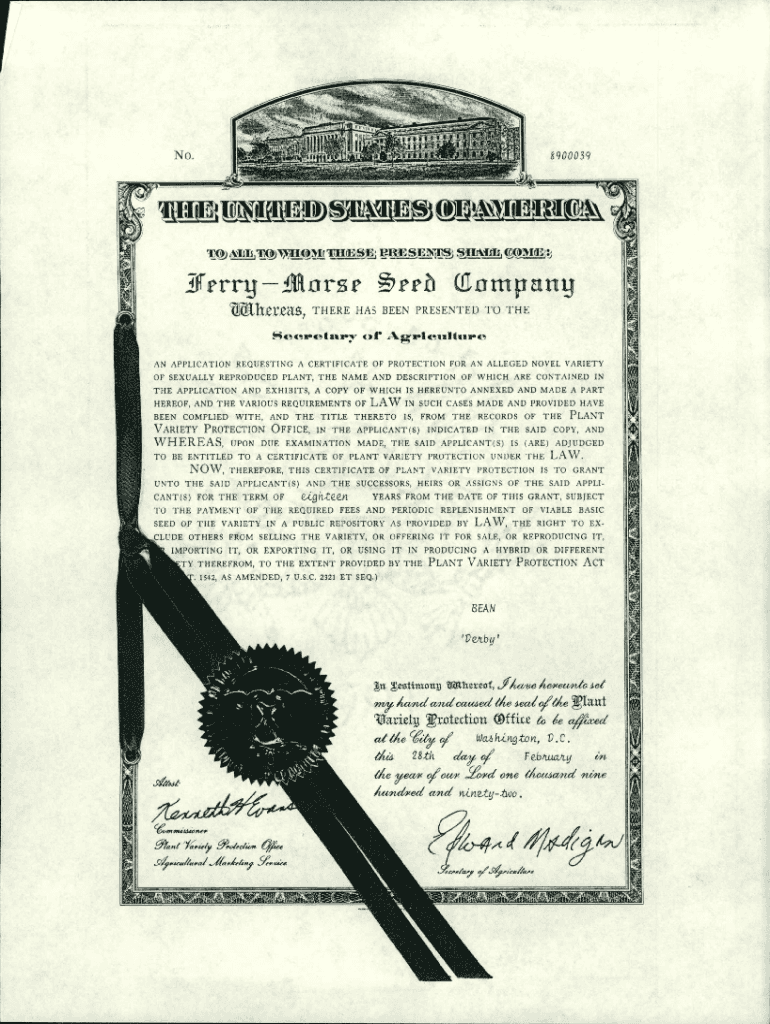 No.
8900039
THE UNITED STATES OF AMERICA
TO ALL TO WHOM THESE PRESENTS SHALL COME:
Ferry-Morse Seed Company
Whereas, THERE HAS BEEN PRESENTED TO THE
Secretary of Agriculture
AN APPLICATION REQUESTING A CERTIFICATE OF PROTECTION FOR AN ALLEGED NOVEL VARIETY
OF SEXUALLY REPRODUCED PLANT, THE NAME AND DESCRIPTION OF WHICH ARE CONTAINED IN
THE APPLICATION AND EXHIBITS, A COPY OF WHICH IS HEREUNTO ANNEXED AND MADE A PART
HEREOF, AND THE VARIOUS REQUIREMENTS OF LAW IN SUCH CASES MADE AND PROVIDED HAVE
BEEN COMPLIED WITH, AND THE TITLE THERETO IS, FROM THE RECORDS OF THE PLANT
VARIETY PROTECTION OFFICE, IN THE APPLICANT(S) INDICATED IN THE SAID COPY, AND
WHEREAS, UPON DUE EXAMINATION MADE, THE SAID APPLICANT(S) IS (ARE) ADJUDGED
TO BE ENTITLED TO A CERTIFICATE OF PLANT VARIETY PROTECTION UNDER THE LAW.
NOW, THEREFORE, THIS CERTIFICATE OF PLANT VARIETY PROTECTION IS TO GRANT
UNTO THE SAID APPLICANT(S) AND THE SUCCESSORS, HEIRS OR ASSIGNS OF THE SAID APPLI-
CANT(S) FOR THE TERM OF eighteen YEARS FROM THE DATE OF THIS GRANT, SUBJECT
TO THE PAYMENT OF THE REQUIRED FEES AND PERIODIC REPLENISHMENT OF VIABLE BASIC
SEED OF THE VARIETY IN A PUBLIC REPOSITORY AS PROVIDED BY LAW, THE RIGHT TO EX-
CLUDE OTHERS FROM SELLING THE VARIETY, OR OFFERING IT FOR SALE, OR REPRODUCING IT,
IMPORTING IT, OR EXPORTING IT, OR USING IT IN PRODUCING A HYBRID OR DIFFERENT
ETY THEREFROM, TO THE EXTENT PROVIDED BY THE PLANT VARIETY PROTECTION ACT
T. 1542, AS AMENDED, 7 U.S.C. 2321 ET SEQ.)
BEAN
'Derby'
In Testimony Whereof, I have hereunto set
my hand and caused the seal of the Plant
Variety Protection Office to be affixed
at the City of Washington, D.C.
this 28th day of February in
the year of our Lord one thousand nine
hundred and ninety-two.
Attest:
Kenneth H Evans
Commissioner
Plant Variety Protection Office
Agricultural Marketing Service
Edward Madigan
Secretary of Agriculture